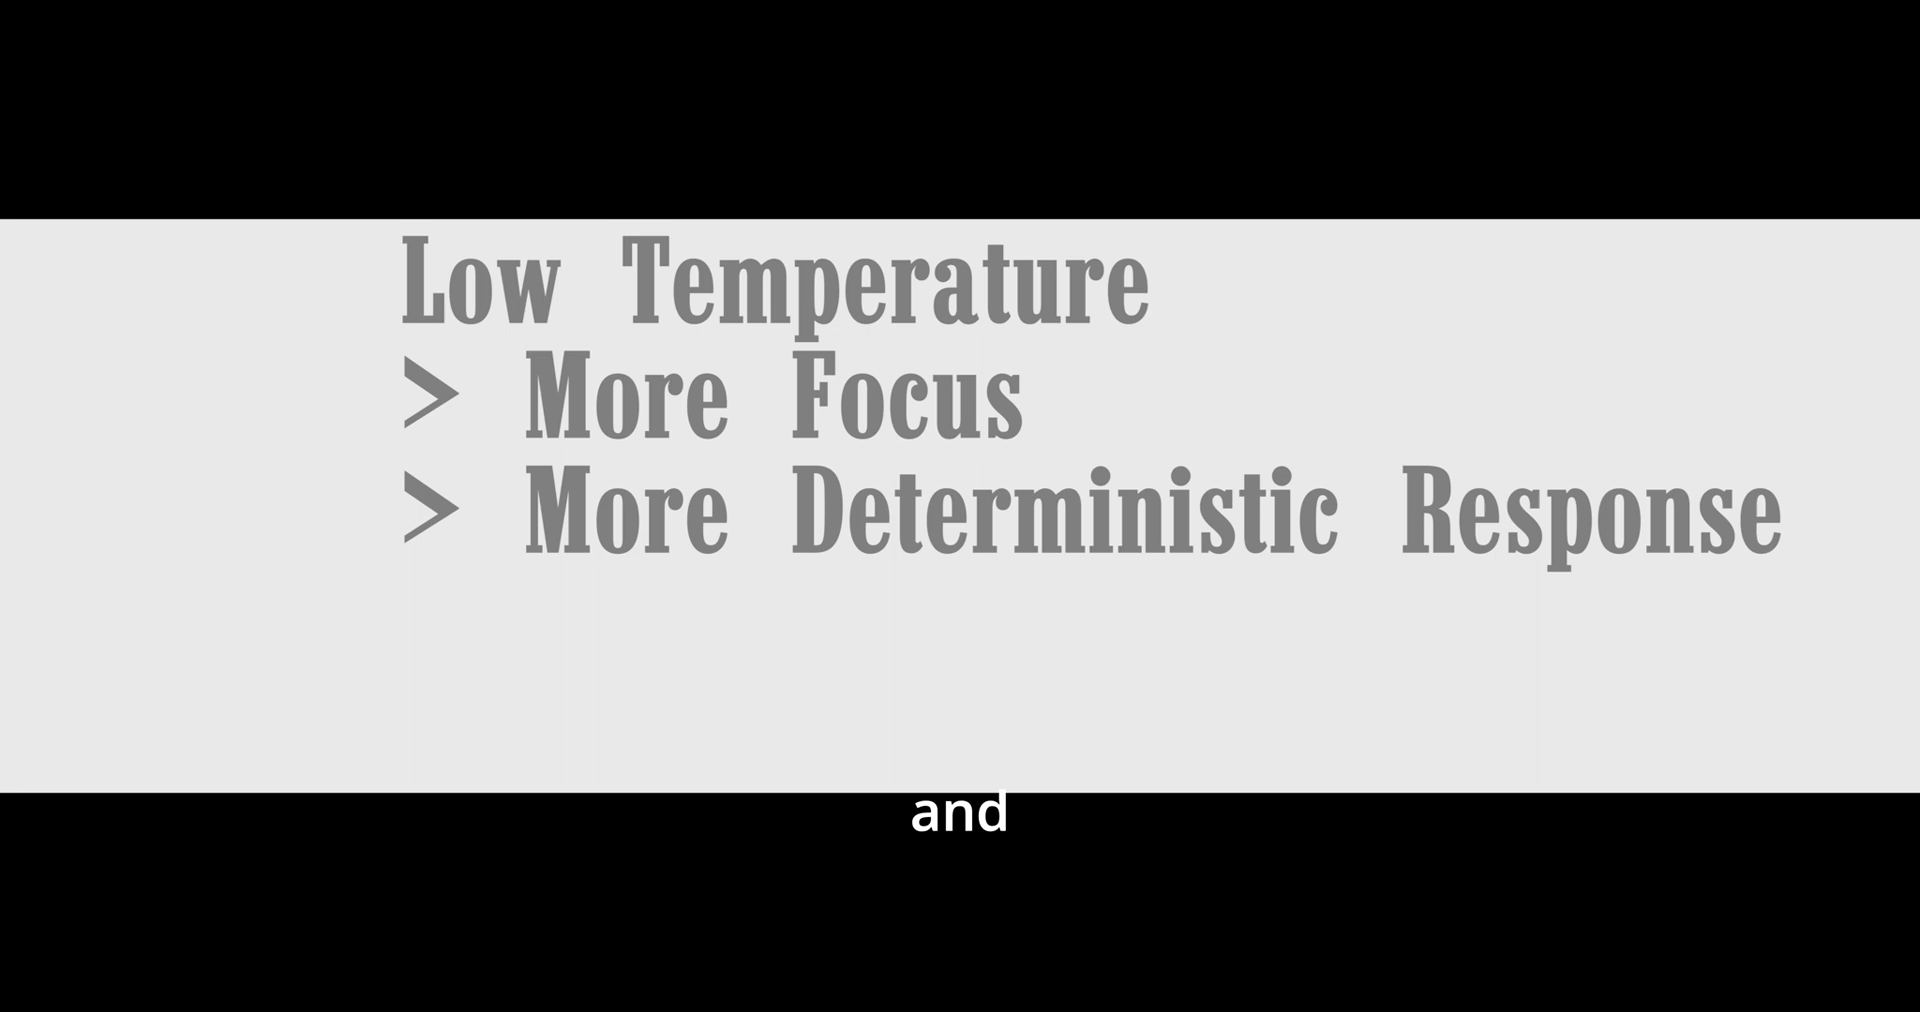 Low Temperature
> More Focus
> More Deterministic Response
and